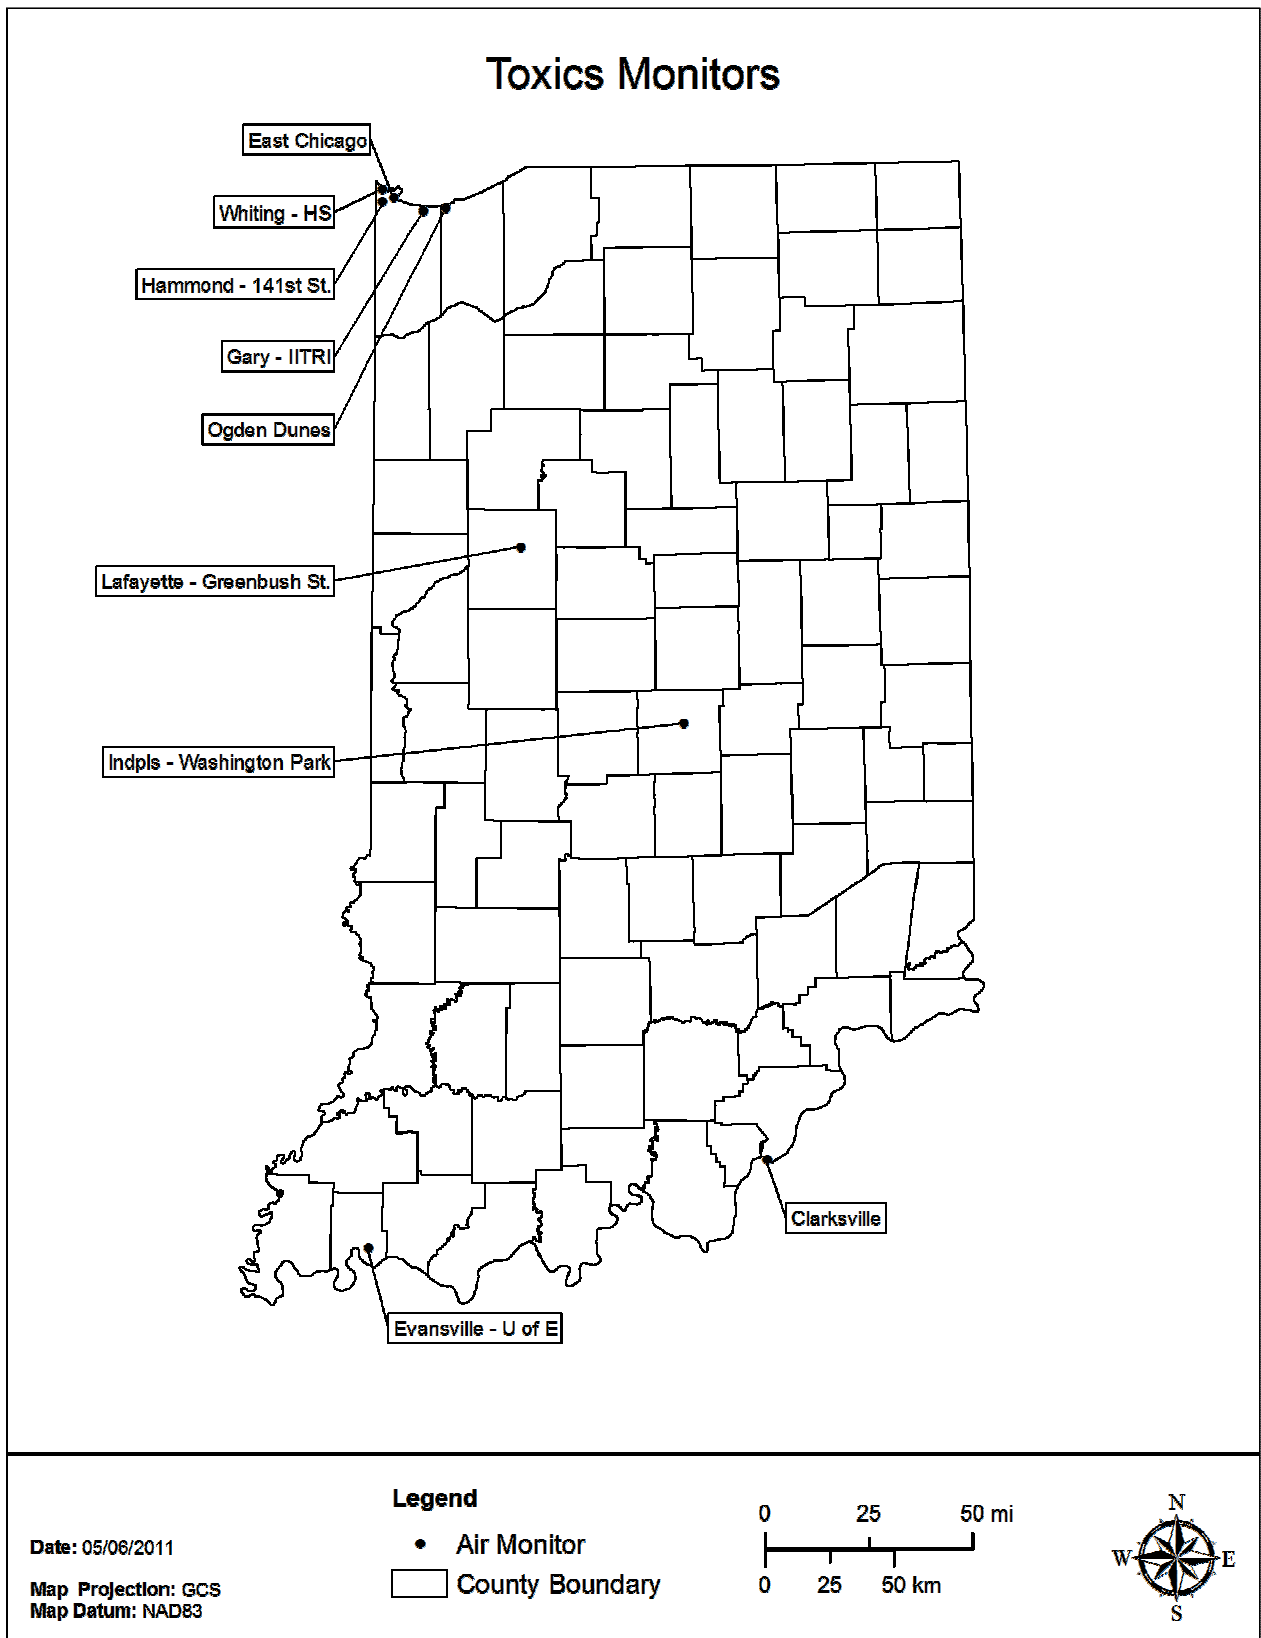 Toxics Monitors
East Chicago
Whiting - HS
Hammond - 141st St.
Gary - IITRI
Ogden Dunes
Lafayette - Greenbush St.
Indpls - Washington Park
Clarksville
Evansville - U of E
Legend
Air Monitor
County Boundary
Date: 05/06/2011
Map Projection: GCS
Map Datum: NAD83
0 25 50 mi
0 25 50 km
N
W E
S